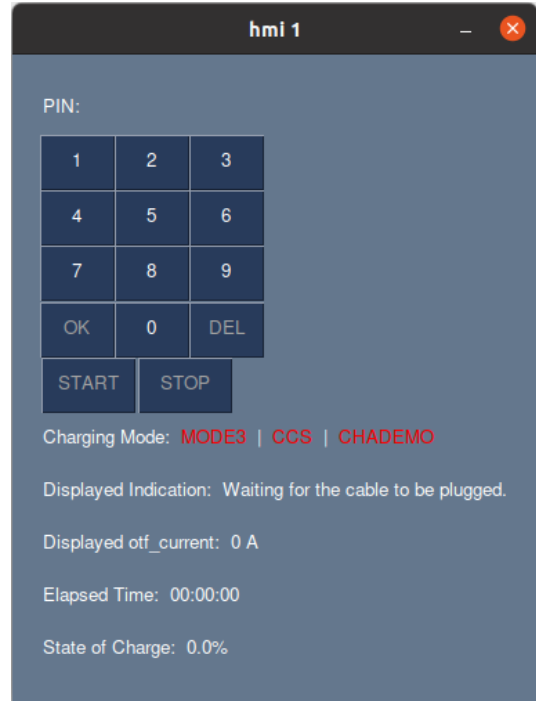 hmi 1
PIN:
1 2 3
4 5 6
7 8 9
OK 0 DEL
START STOP
Charging Mode: MODE3 | CCS | CHADEMO
Displayed Indication: Waiting for the cable to be plugged.
Displayed otf_current: 0 A
Elapsed Time: 00:00:00
State of Charge: 0.0%